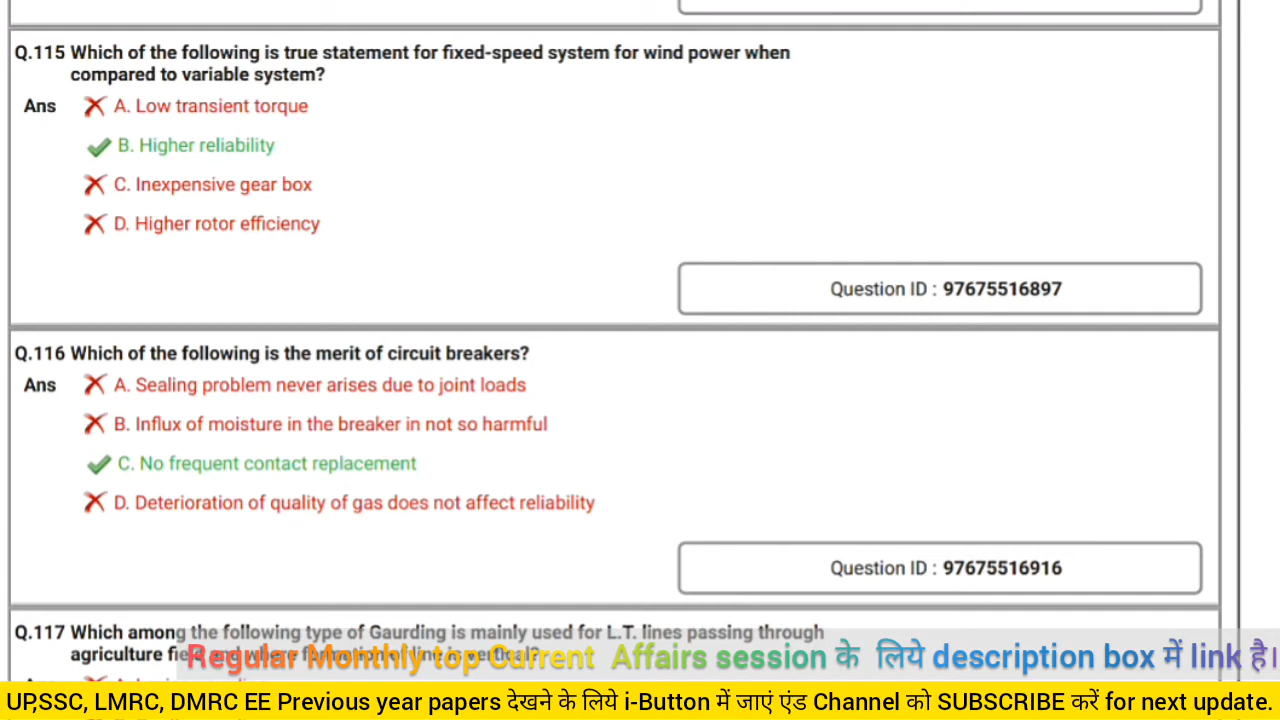 Q.115 Which of the following is true statement for fixed-speed system for wind power when
compared to variable system?
Ans A. Low transient torque
B. Higher reliability
C. Inexpensive gear box
D. Higher rotor efficiency
Question ID : 97675516897
Q.116 Which of the following is the merit of circuit breakers?
Ans A. Sealing problem never arises due to joint loads
B. Influx of moisture in the breaker in not so harmful
C. No frequent contact replacement
D. Deterioration of quality of gas does not affect reliability
Question ID : 97675516916
Q.117 Which among the following type of Gaurding is mainly used for L.T. lines passing through
agriculture
Regular Monthly top Current Affairs session के लिये description box में link है।
UP,SSC, LMRC, DMRC EE Previous year papers देखने के लिये i-Button में जाएं एंड Channel को SUBSCRIBE करें for next update.